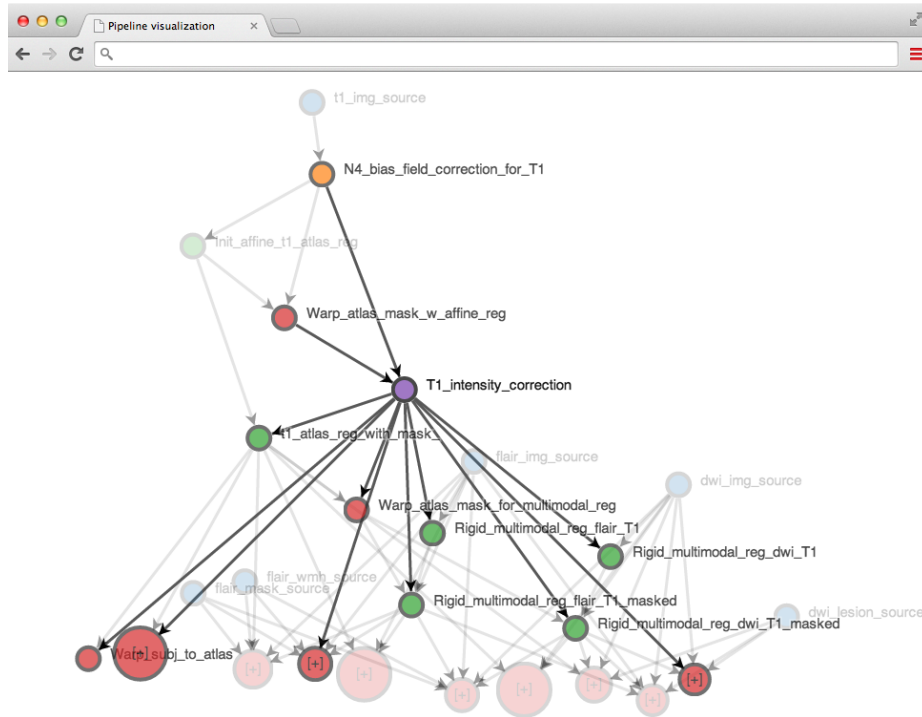 Pipeline visualization
t1_img_source
N4_bias_field_correction_for_T1
Init_affine_t1_atlas_reg
Warp_atlas_mask_w_affine_reg
T1_intensity_correction
t1_atlas_reg_with_mask_
flair_img_source
dwi_img_source
Warp_atlas_mask_for_multimodal_reg
Rigid_multimodal_reg_flair_T1
Rigid_multimodal_reg_dwi_T1
flair_wmh_source
flair_mask_source
Rigid_multimodal_reg_flair_T1_masked
dwi_lesion_source
Rigid_multimodal_reg_dwi_T1_masked
Warp_subj_to_atlas
[+]
[+]
[+]
[+]
[+]
[+]
[+]
[+]
[+]